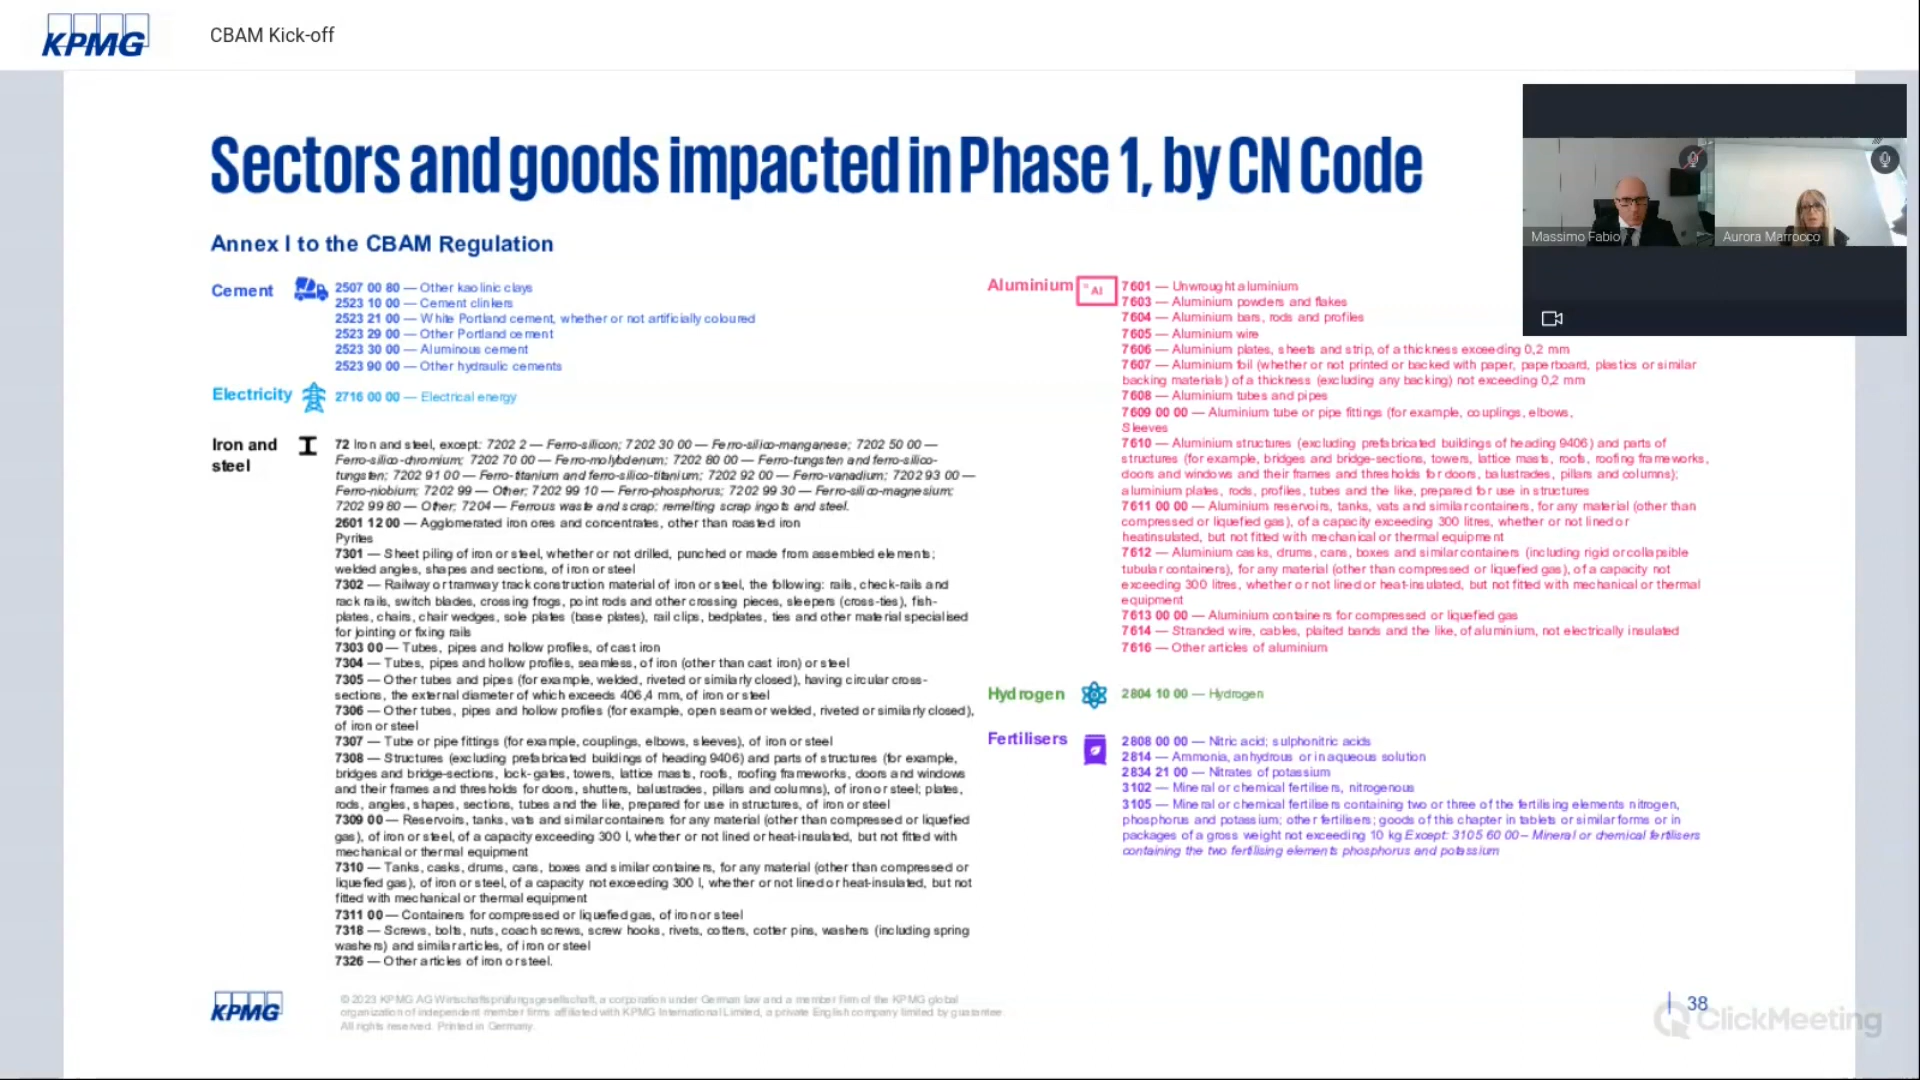 KPMG
CBAM Kick-off
Sectors and goods impacted in Phase 1, by CN Code
Massimo Fabio
Aurora Marrocco
Annex I to the CBAM Regulation
Cement
2507 00 80 — Other kaolinic clays
2523 10 00 — Cement clinkers
2523 21 00 — White Portland cement, whether or not artificially coloured
2523 29 00 — Other Portland cement
2523 30 00 — Aluminous cement
2523 90 00 — Other hydraulic cements
Electricity
2716 00 00 — Electrical energy
Iron and
steel
72 Iron and steel, except: 7202 2 — Ferro-silicon; 7202 30 00 — Ferro-silico-manganese; 7202 50 00 —
Ferro-silico-chromium; 7202 70 00 — Ferro-molybdenum; 7202 80 00 — Ferro-tungsten and ferro-silico-
tungsten; 7202 91 00 — Ferro-titanium and ferro-silico-titanium; 7202 92 00 — Ferro-vanadium; 7202 93 00 —
Ferro-niobium; 7202 99 — Other; 7202 99 10 — Ferro-phosphorus; 7202 99 30 — Ferro-silico-magnesium;
7202 99 80 — Other; 7204 — Ferrous waste and scrap; remelting scrap ingots and steel.
2601 12 00 — Agglomerated iron ores and concentrates, other than roasted iron
Pyrites
7301 — Sheet piling of iron or steel, whether or not drilled, punched or made from assembled elements;
welded angles, shapes and sections, of iron or steel
7302 — Railway or tramway track construction material of iron or steel, the following: rails, check-rails and
rack rails, switch blades, crossing frogs, point rods and other crossing pieces, sleepers (cross-ties), fish-
plates, chairs, chair wedges, sole plates (base plates), rail clips, bedplates, ties and other material specialised
for jointing or fixing rails
7303 00 — Tubes, pipes and hollow profiles, of cast iron
7304 — Tubes, pipes and hollow profiles, seamless, of iron (other than cast iron) or steel
7305 — Other tubes and pipes (for example, welded, riveted or similarly closed), having circular cross-
sections, the external diameter of which exceeds 406,4 mm, of iron or steel
7306 — Other tubes, pipes and hollow profiles (for example, open seam or welded, riveted or similarly closed),
of iron or steel
7307 — Tube or pipe fittings (for example, couplings, elbows, sleeves), of iron or steel
7308 — Structures (excluding prefabricated buildings of heading 9406) and parts of structures (for example,
bridges and bridge-sections, lock-gates, towers, lattice masts, roofs, roofing frameworks, doors and windows
and their frames and thresholds for doors, shutters, balustrades, pillars and columns), of iron or steel; plates,
rods, angles, shapes, sections, tubes and the like, prepared for use in structures, of iron or steel
7309 00 — Reservoirs, tanks, vats and similar containers for any material (other than compressed or liquefied
gas), of iron or steel, of a capacity exceeding 300 l, whether or not lined or heat-insulated, but not fitted with
mechanical or thermal equipment
7310 — Tanks, casks, drums, cans, boxes and similar containers, for any material (other than compressed or
liquefied gas), of iron or steel, of a capacity not exceeding 300 l, whether or not lined or heat-insulated, but not
fitted with mechanical or thermal equipment
7311 00 — Containers for compressed or liquefied gas, of iron or steel
7318 — Screws, bolts, nuts, coach screws, screw hooks, rivets, cotters, cotter pins, washers (including spring
washers) and similar articles, of iron or steel
7326 — Other articles of iron or steel.
Aluminium
Al
7601 — Unwrought aluminium
7603 — Aluminium powders and flakes
7604 — Aluminium bars, rods and profiles
7605 — Aluminium wire
7606 — Aluminium plates, sheets and strip, of a thickness exceeding 0,2 mm
7607 — Aluminium foil (whether or not printed or backed with paper, paperboard, plastics or similar
backing materials) of a thickness (excluding any backing) not exceeding 0,2 mm
7608 — Aluminium tubes and pipes
7609 00 00 — Aluminium tube or pipe fittings (for example, couplings, elbows,
Sleeves
7610 — Aluminium structures (excluding prefabricated buildings of heading 9406) and parts of
structures (for example, bridges and bridge-sections, towers, lattice masts, roofs, roofing frameworks,
doors and windows and their frames and thresholds for doors, balustrades, pillars and columns);
aluminium plates, rods, profiles, tubes and the like, prepared for use in structures
7611 00 00 — Aluminium reservoirs, tanks, vats and similar containers, for any material (other than
compressed or liquefied gas), of a capacity exceeding 300 litres, whether or not lined or
heatinsulated, but not fitted with mechanical or thermal equipment
7612 — Aluminium casks, drums, cans, boxes and similar containers (including rigid or collapsible
tubular containers), for any material (other than compressed or liquefied gas), of a capacity not
exceeding 300 litres, whether or not lined or heat-insulated, but not fitted with mechanical or thermal
equipment
7613 00 00 — Aluminium containers for compressed or liquefied gas
7614 — Stranded wire, cables, plaited bands and the like, of aluminium, not electrically insulated
7616 — Other articles of aluminium
Hydrogen
2804 10 00 — Hydrogen
Fertilisers
2808 00 00 — Nitric acid; sulphonitric acids
2814 — Ammonia, anhydrous or in aqueous solution
2834 21 00 — Nitrates of potassium
3102 — Mineral or chemical fertilisers, nitrogenous
3105 — Mineral or chemical fertilisers containing two or three of the fertilising elements nitrogen,
phosphorus and potassium; other fertilisers; goods of this chapter in tablets or similar forms or in
packages of a gross weight not exceeding 10 kg Except: 3105 60 00 – Mineral or chemical fertilisers
containing the two fertilising elements phosphorus and potassium
KPMG
© 2023 KPMG AG Wirtschaftsprüfungsgesellschaft, a corporation under German law and a member firm of the KPMG global
organization of independent member firms affiliated with KPMG International Limited, a private English company limited by guarantee.
All rights reserved. Printed in Germany.
38
ClickMeeting